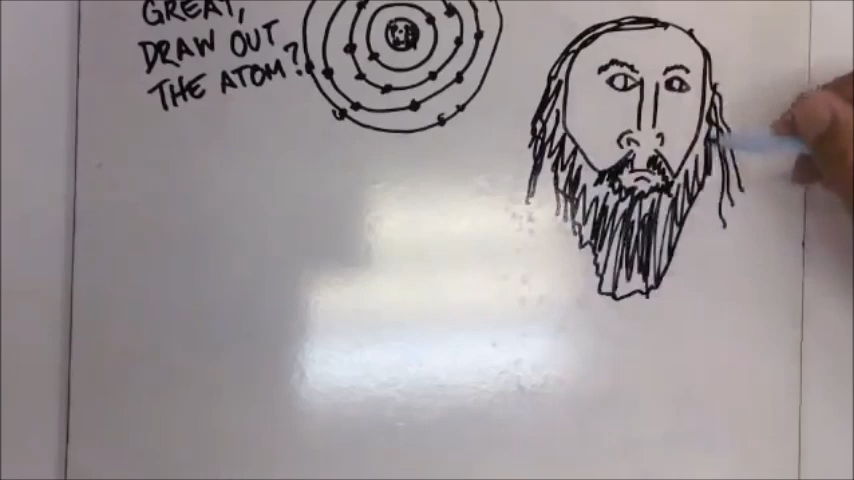 GREAT,
DRAW OUT
THE ATOM?